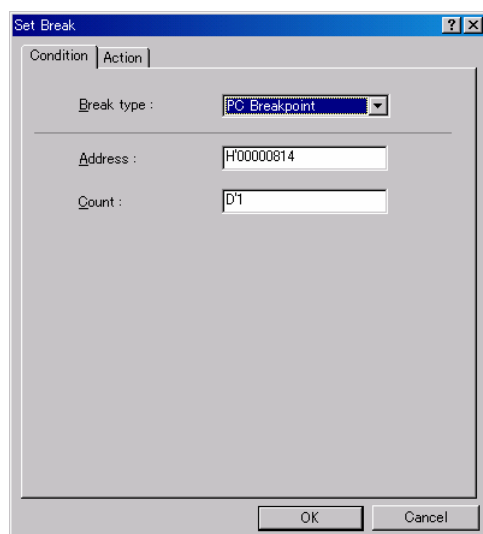 Set Break
Condition Action
Break type : PC Breakpoint
Address : H'00000814
Count : D'1
OK Cancel